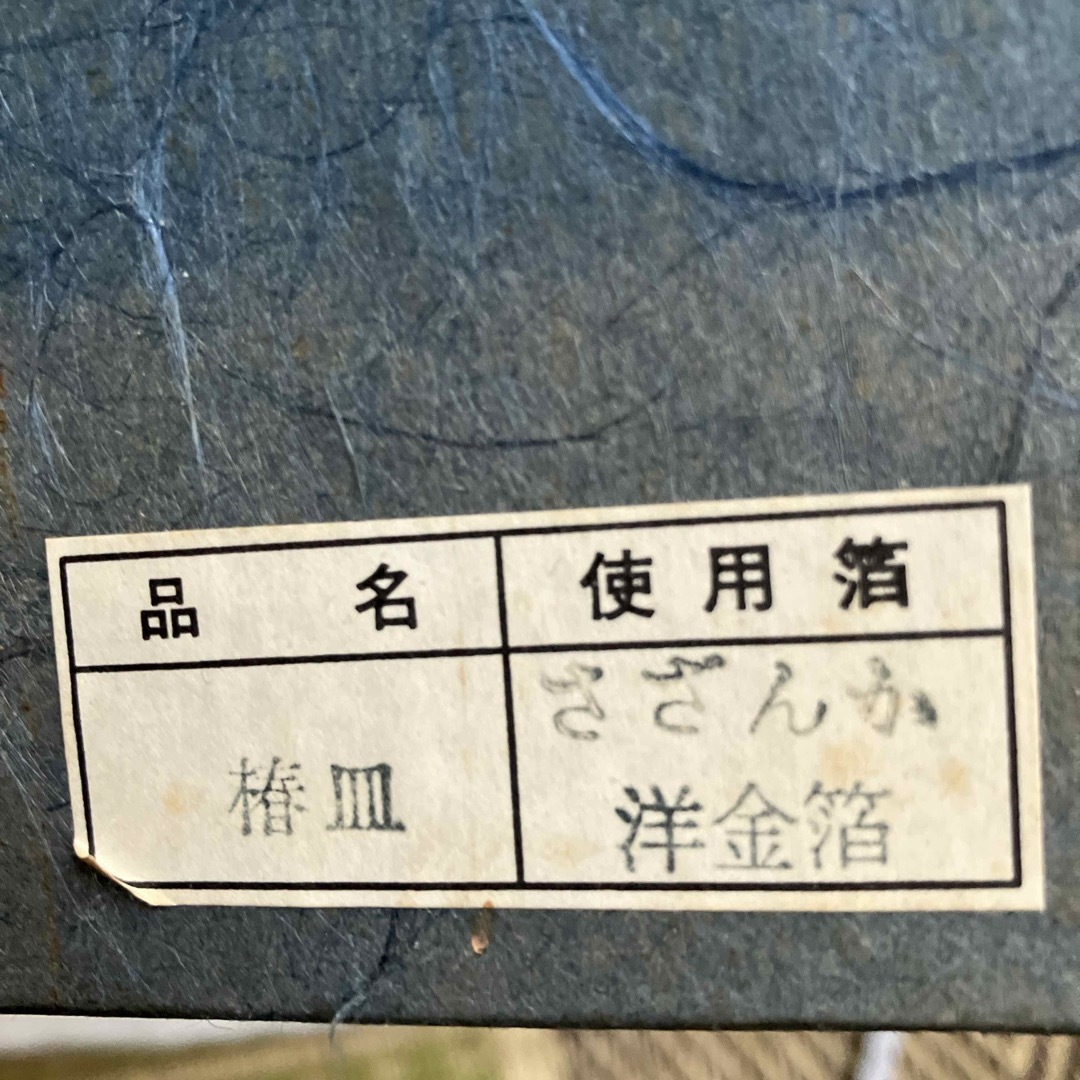 品名 使用箔
さざんか
椿皿 洋金箔